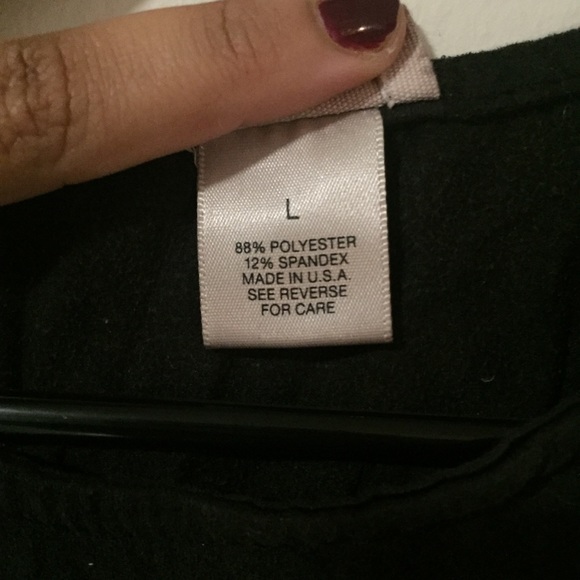 L
88% POLYESTER
12% SPANDEX
MADE IN U.S.A.
SEE REVERSE
FOR CARE